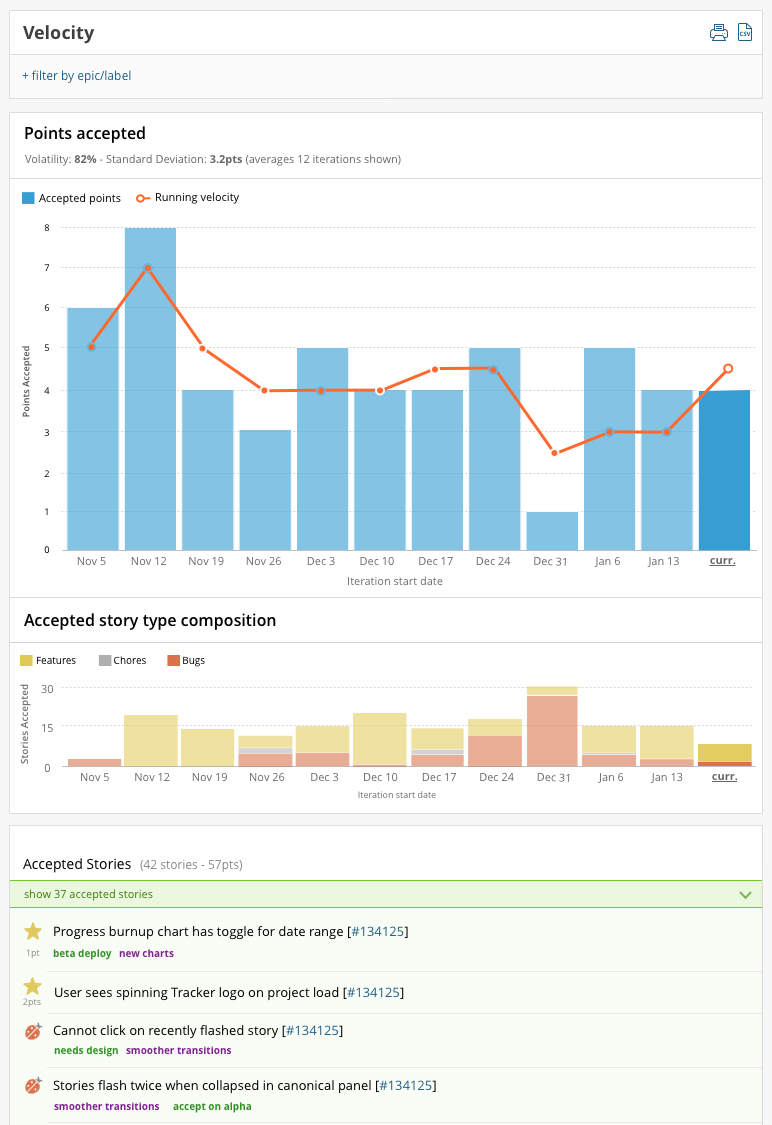 Velocity
CSV
+ filter by epic/label
Points accepted
Volatility: 82% - Standard Deviation: 3.2pts (averages 12 iterations shown)
Accepted points Running velocity
8
7
6
5
4
3
2
1
0
Points Accepted
Nov 5 Nov 12 Nov 19 Nov 26 Dec 3 Dec 10 Dec 17 Dec 24 Dec 31 Jan 6 Jan 13 curr.
Iteration start date
Accepted story type composition
Features Chores Bugs
30
15
0
Stories Accepted
Nov 5 Nov 12 Nov 19 Nov 26 Dec 3 Dec 10 Dec 17 Dec 24 Dec 31 Jan 6 Jan 13 curr.
Iteration start date
Accepted Stories (42 stories - 57pts)
show 37 accepted stories
Progress burnup chart has toggle for date range [#134125]
1pt beta deploy new charts
User sees spinning Tracker logo on project load [#134125]
2pts
Cannot click on recently flashed story [#134125]
needs design smoother transitions
Stories flash twice when collapsed in canonical panel [#134125]
smoother transitions accept on alpha